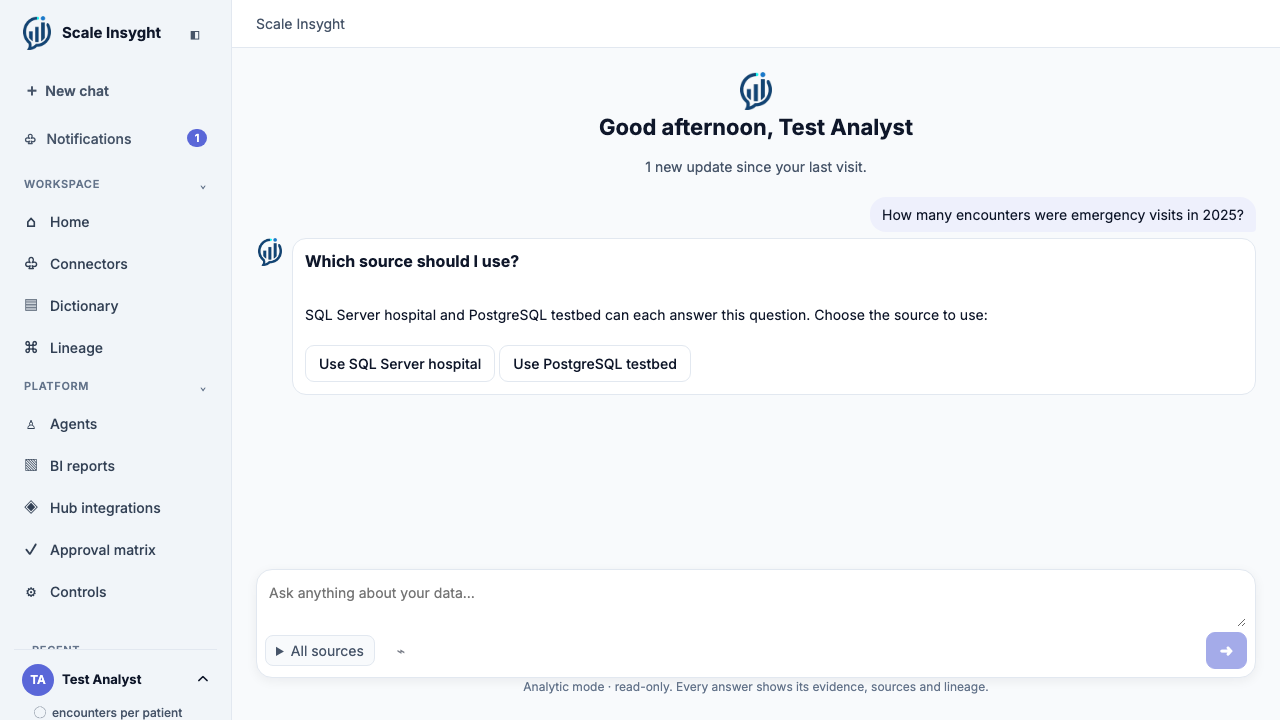 Scale Insyght
New chat
Notifications
1
WORKSPACE
Home
Connectors
Dictionary
Lineage
PLATFORM
Agents
BI reports
Hub integrations
Approval matrix
Controls
RECENT
TA
Test Analyst
encounters per patient
Scale Insyght
Good afternoon, Test Analyst
1 new update since your last visit.
How many encounters were emergency visits in 2025?
Which source should I use?
SQL Server hospital and PostgreSQL testbed can each answer this question. Choose the source to use:
Use SQL Server hospital
Use PostgreSQL testbed
Ask anything about your data...
All sources
Analytic mode · read-only. Every answer shows its evidence, sources and lineage.